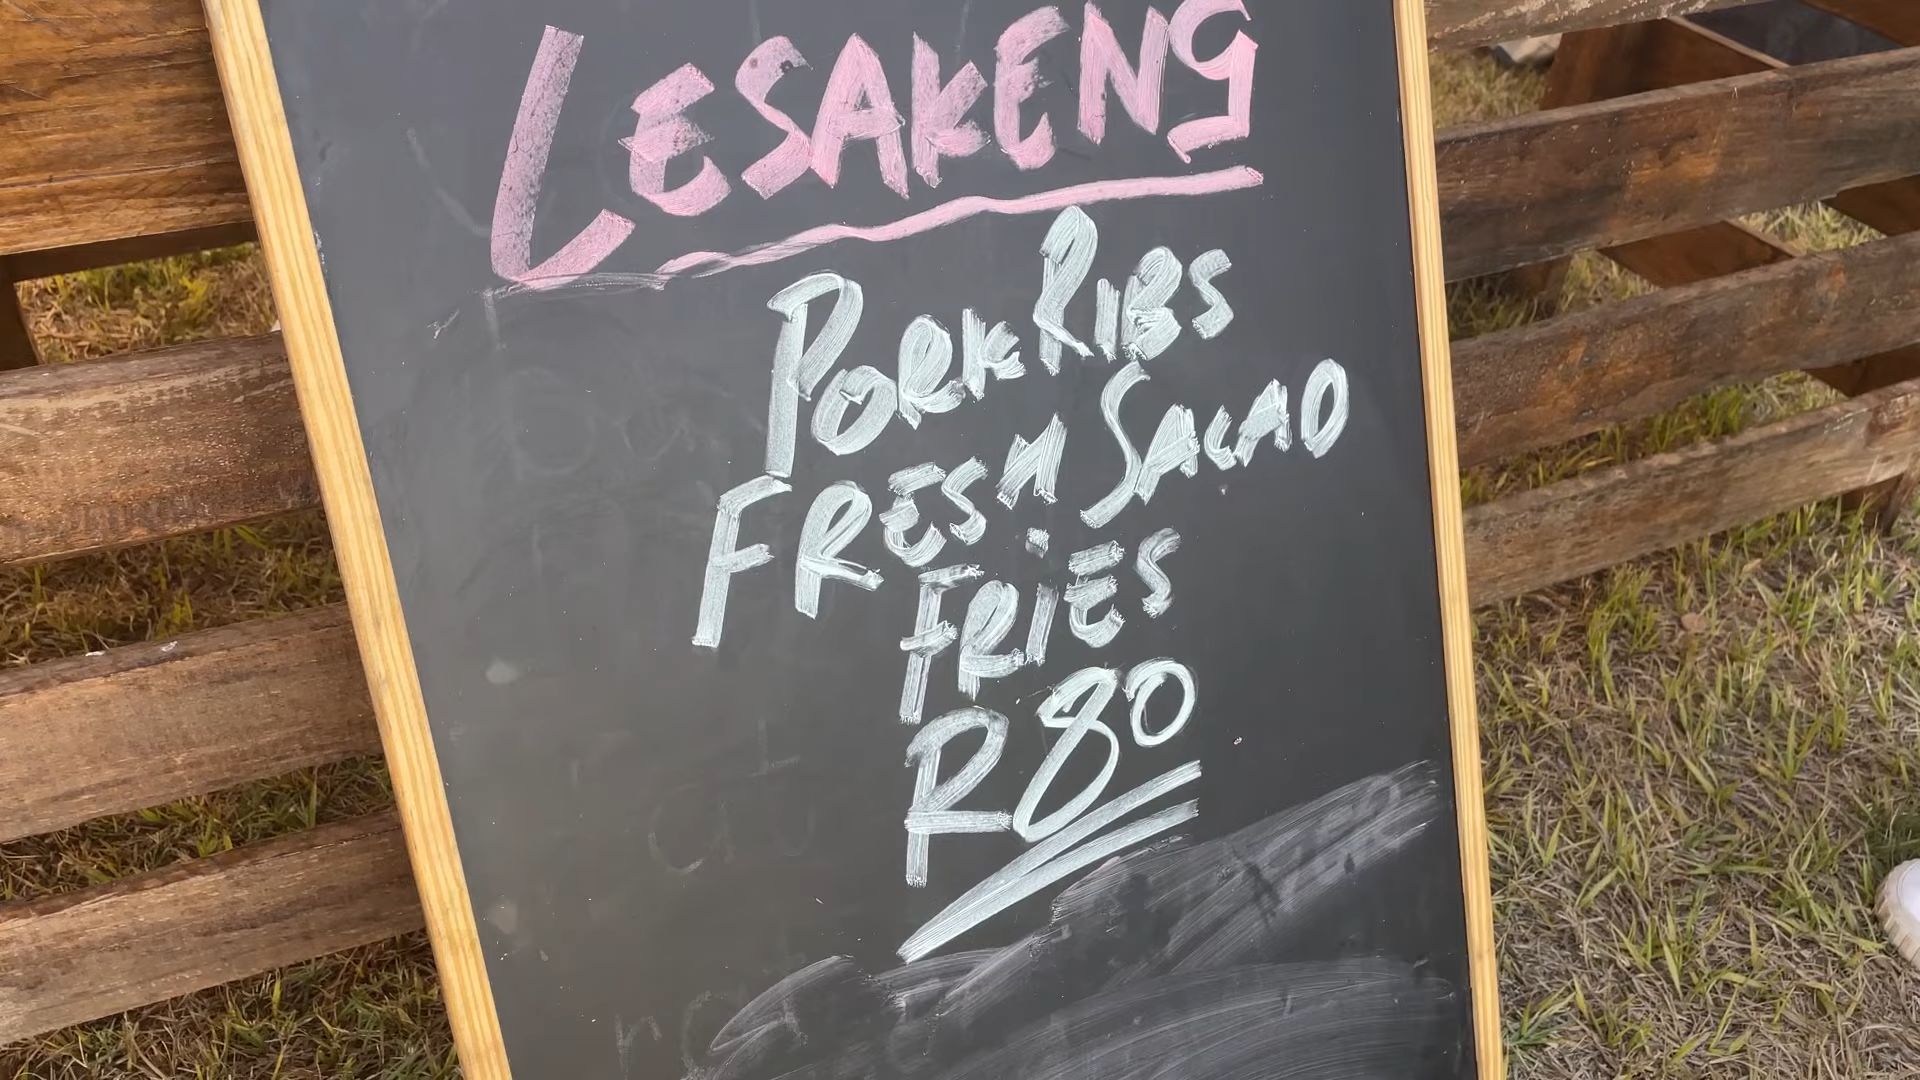 LESAKENG
PORK RIBS
FRESH SALAD
FRIES
R80